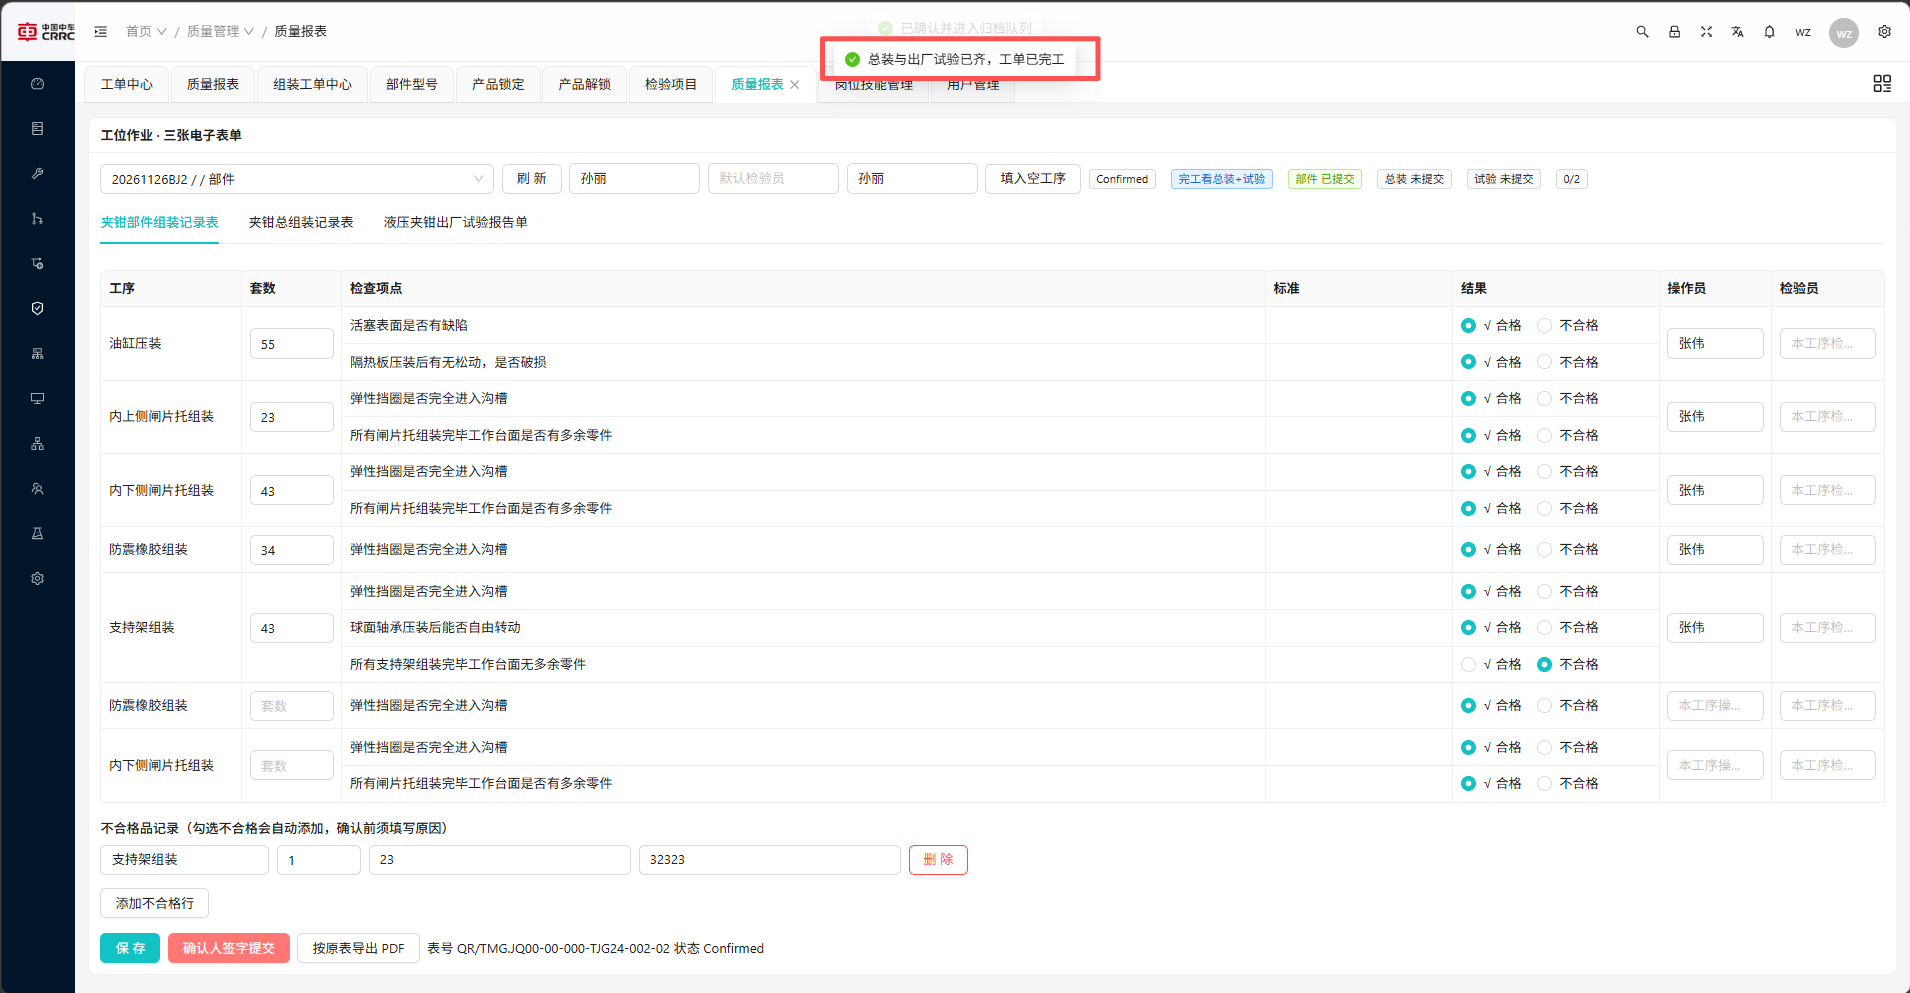 中国中车
CRRC
首页 / 质量管理 / 质量报表
已确认并进入归档队列
总装与出厂试验已齐，工单已完工
WZ
WZ
工单中心
质量报表
组装工单中心
部件型号
产品锁定
产品解锁
检验项目
质量报表
岗位技能管理
用户管理
工位作业 · 三张电子表单
20261126BJ2 / / 部件
刷 新
孙丽
默认检验员
孙丽
填入空工序
Confirmed
完工看总装+试验
部件 已提交
总装 未提交
试验 未提交
0/2
夹钳部件组装记录表
夹钳总组装记录表
液压夹钳出厂试验报告单
工序 套数 检查项点 标准 结果 操作员 检验员
油缸压装 55 活塞表面是否有缺陷 √ 合格 不合格 张伟 本工序检...
隔热板压装后有无松动，是否破损 √ 合格 不合格
内上侧闸片托组装 23 弹性挡圈是否完全进入沟槽 √ 合格 不合格 张伟 本工序检...
所有闸片托组装完毕工作台面是否有多余零件 √ 合格 不合格
内下侧闸片托组装 43 弹性挡圈是否完全进入沟槽 √ 合格 不合格 张伟 本工序检...
所有闸片托组装完毕工作台面是否有多余零件 √ 合格 不合格
防震橡胶组装 34 弹性挡圈是否完全进入沟槽 √ 合格 不合格 张伟 本工序检...
支持架组装 43 弹性挡圈是否完全进入沟槽 √ 合格 不合格 张伟 本工序检...
球面轴承压装后能否自由转动 √ 合格 不合格
所有支持架组装完毕工作台面无多余零件 √ 合格 不合格
防震橡胶组装 套数 弹性挡圈是否完全进入沟槽 √ 合格 不合格 本工序操... 本工序检...
内下侧闸片托组装 套数 弹性挡圈是否完全进入沟槽 √ 合格 不合格 本工序操... 本工序检...
所有闸片托组装完毕工作台面是否有多余零件 √ 合格 不合格
不合格品记录（勾选不合格会自动添加，确认前须填写原因）
支持架组装 1 23 32323 删 除
添加不合格行
保 存 确认人签字提交 按原表导出 PDF 表号 QR/TMGJQ00-00-000-TJG24-002-02 状态 Confirmed